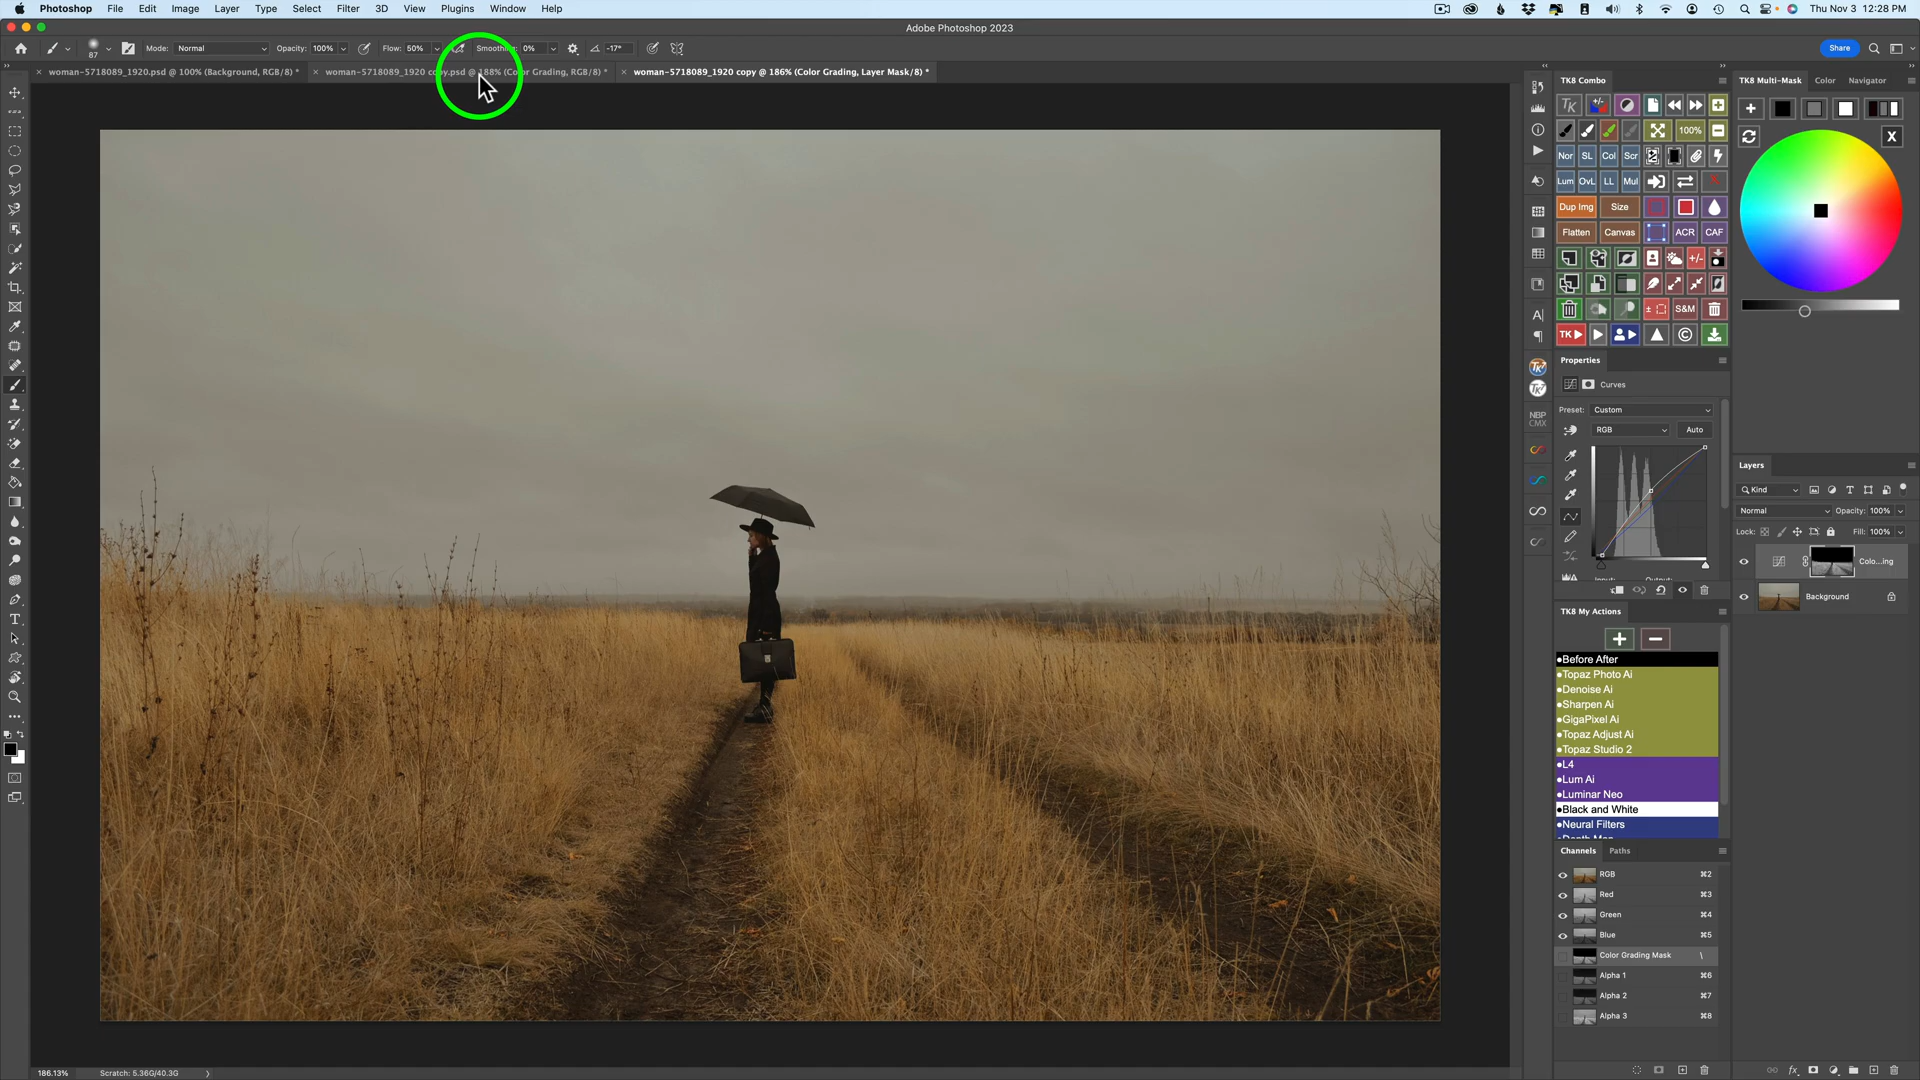 Photoshop File Edit Image Layer Type Select Filter 3D View Plugins Window Help Thu Nov 3 12:28 PM
Adobe Photoshop 2023
87 Mode: Normal Opacity: 100% Flow: 50% Smoothing: 0% -17° Share
woman-5718089_1920.psd @ 100% (Background, RGB/8) * woman-5718089_1920 copy.psd @ 188% (Color Grading, RGB/8) * woman-5718089_1920 copy @ 186% (Color Grading, Layer Mask/8) *
TK8 Combo
TK8 Multi-Mask Color Navigator
TK
100%
X
Nor SL Col Scr
Lum OvL LL Mul
Dup Img Size
Flatten Canvas ACR CAF
+/-
S&M
TK
Properties
Curves
Preset: Custom
RGB Auto
NBP
CMX
Layers
Kind
Normal Opacity: 100%
Lock: Fill: 100%
Colo...ing
Background
TK8 My Actions
Before After
Topaz Photo Ai
Denoise Ai
Sharpen Ai
GigaPixel Ai
Topaz Adjust Ai
Topaz Studio 2
L4
Lum Ai
Luminar Neo
Black and White
Neural Filters
Channels Paths
RGB ⌘2
Red ⌘3
Green ⌘4
Blue ⌘5
Color Grading Mask \
Alpha 1 ⌘6
Alpha 2 ⌘7
Alpha 3 ⌘8
186.13% Scratch: 5.36G/40.3G